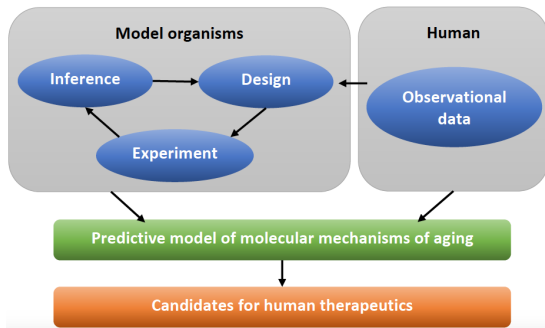 Model organisms
Human
Inference
Design
Observational
data
Experiment
Predictive model of molecular mechanisms of aging
Candidates for human therapeutics